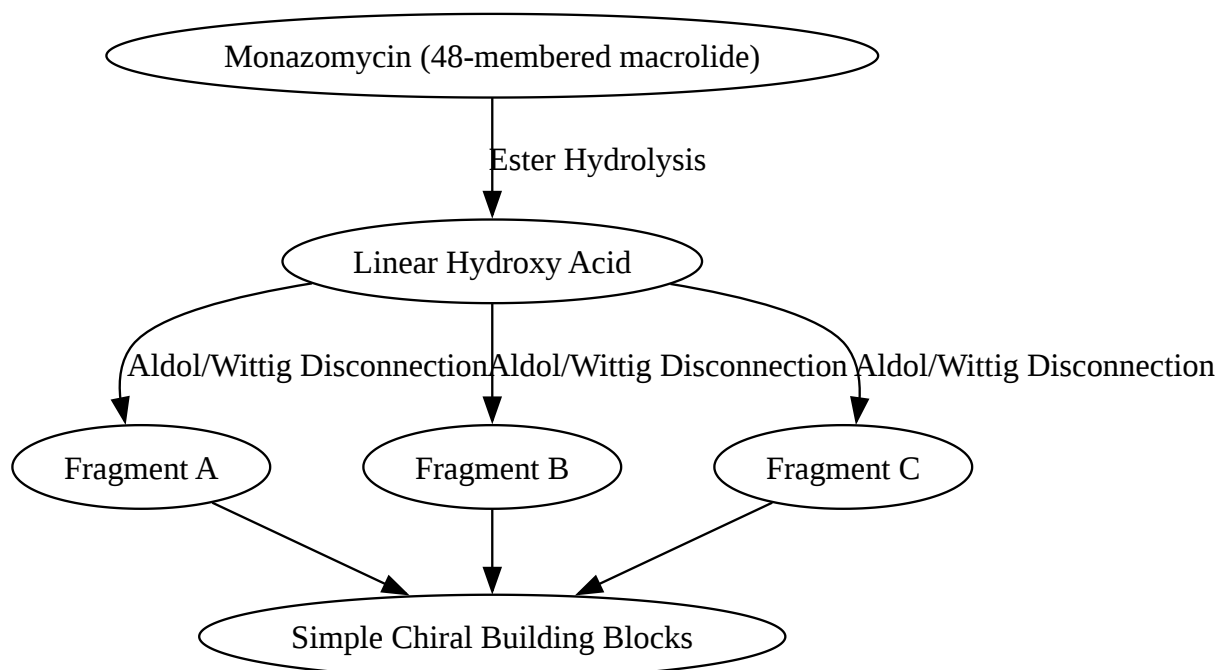 Monazomycin (48-membered macrolide)
Ester Hydrolysis
Linear Hydroxy Acid
Aldol/Wittig Disconnection
Aldol/Wittig Disconnection
Aldol/Wittig Disconnection
Fragment A
Fragment B
Fragment C
Simple Chiral Building Blocks